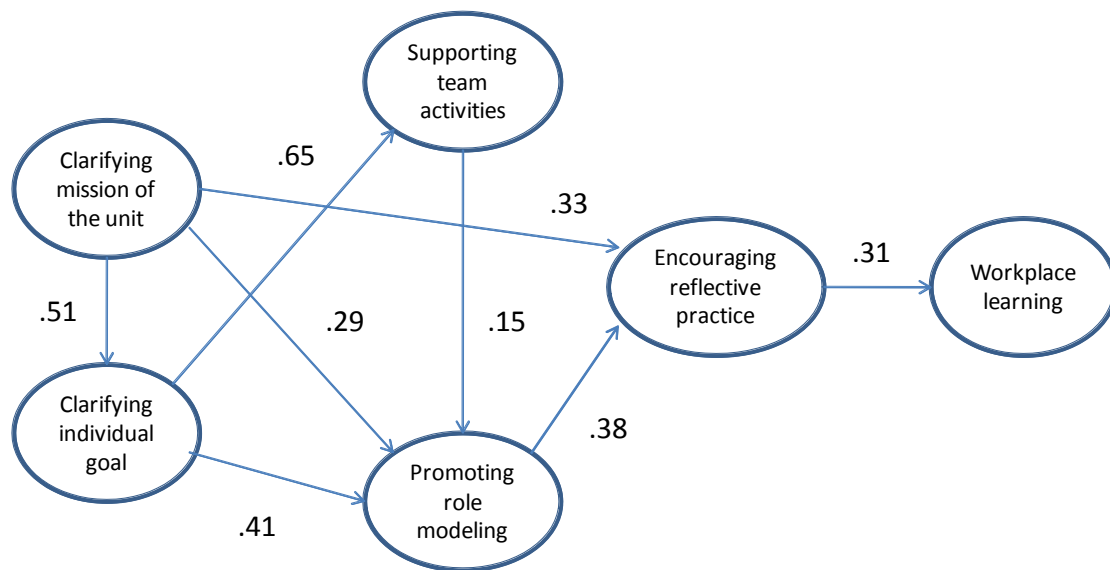 Supporting
team
activities
Clarifying
mission of
the unit
.65
.33
Encouraging
reflective
practice
.31
Workplace
learning
.51
.29
.15
Clarifying
individual
goal
.38
Promoting
role
modeling
.41